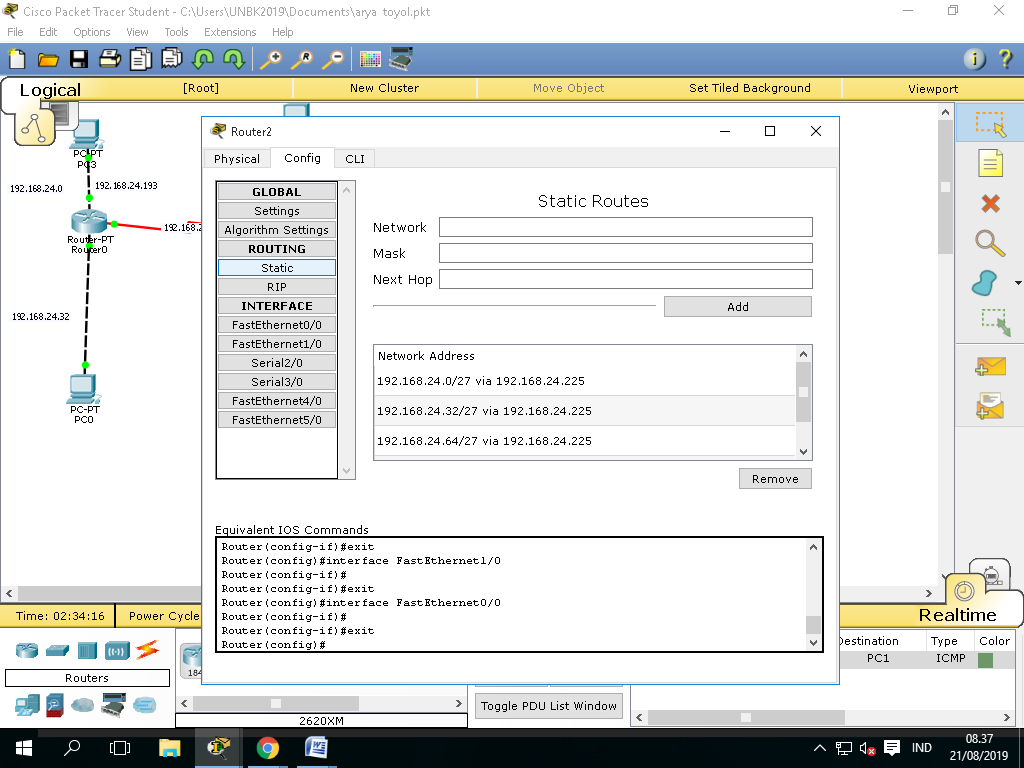 Cisco Packet Tracer Student - C:\Users\UNBK2019\Documents\arya toyol.pkt
File Edit Options View Tools Extensions Help
Logical [Root] New Cluster Move Object Set Tiled Background Viewport
PC-PT
PC3
192.168.24.0
192.168.24.193
192.168.2
Router-PT
Router0
192.168.24.32
PC-PT
PC0
Router2
Physical Config CLI
GLOBAL
Settings
Algorithm Settings
ROUTING
Static
RIP
INTERFACE
FastEthernet0/0
FastEthernet1/0
Serial2/0
Serial3/0
FastEthernet4/0
FastEthernet5/0
Static Routes
Network
Mask
Next Hop
Add
Network Address
192.168.24.0/27 via 192.168.24.225
192.168.24.32/27 via 192.168.24.225
192.168.24.64/27 via 192.168.24.225
Remove
Equivalent IOS Commands
Router(config-if)#exit
Router(config)#interface FastEthernet1/0
Router(config-if)#
Router(config-if)#exit
Router(config)#interface FastEthernet0/0
Router(config-if)#
Router(config-if)#exit
Router(config)#
Time: 02:34:16 Power Cycle
Realtime
Routers
184
2620XM
Toggle PDU List Window
Destination Type Color
PC1 ICMP
IND
08.37
21/08/2019